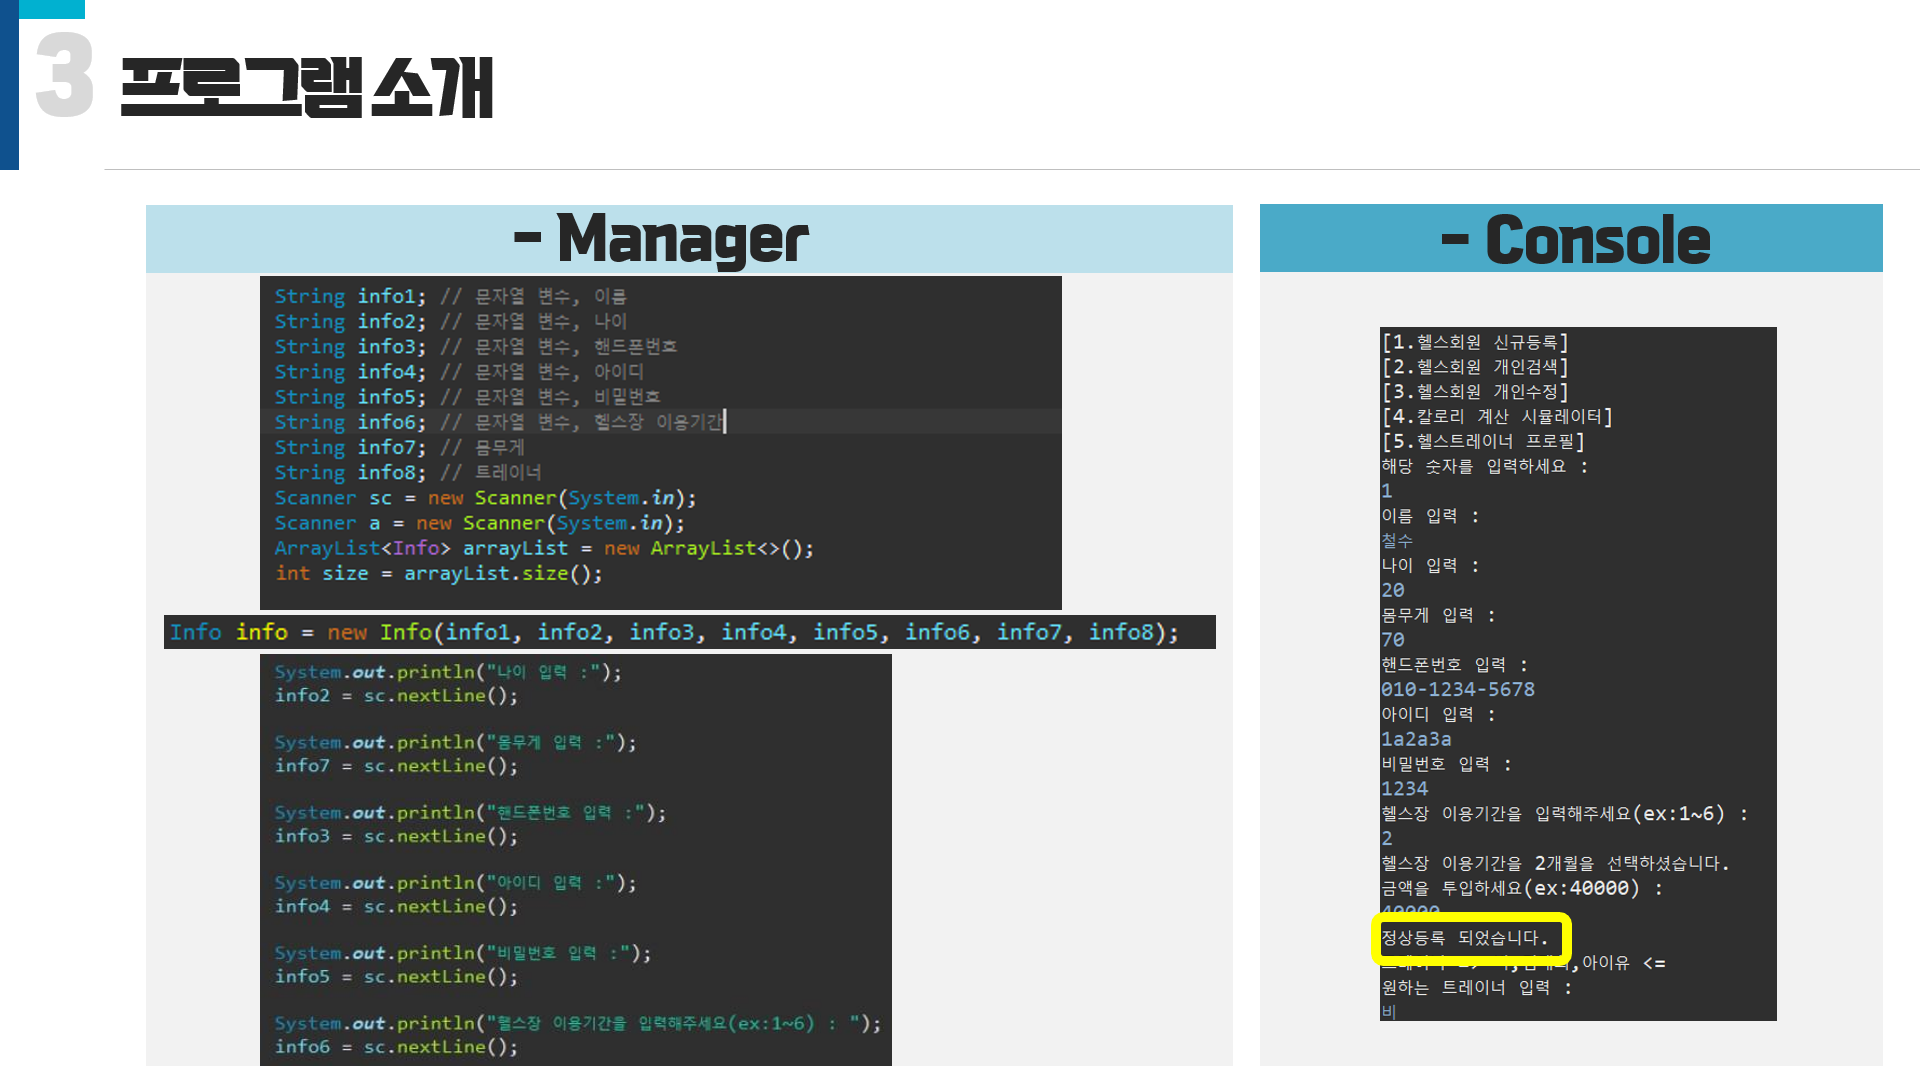 3 프로그램 소개
- Manager
String info1; // 문자열 변수, 이름
String info2; // 문자열 변수, 나이
String info3; // 문자열 변수, 핸드폰번호
String info4; // 문자열 변수, 아이디
String info5; // 문자열 변수, 비밀번호
String info6; // 문자열 변수, 헬스장 이용기간
String info7; // 몸무게
String info8; // 트레이너
Scanner sc = new Scanner(System.in);
Scanner a = new Scanner(System.in);
ArrayList<Info> arrayList = new ArrayList<>();
int size = arrayList.size();
Info info = new Info(info1, info2, info3, info4, info5, info6, info7, info8);
System.out.println("나이 입력 :");
info2 = sc.nextLine();
System.out.println("몸무게 입력 :");
info7 = sc.nextLine();
System.out.println("핸드폰번호 입력 :");
info3 = sc.nextLine();
System.out.println("아이디 입력 :");
info4 = sc.nextLine();
System.out.println("비밀번호 입력 :");
info5 = sc.nextLine();
System.out.println("헬스장 이용기간을 입력해주세요(ex:1~6) : ");
info6 = sc.nextLine();
- Console
[1.헬스회원 신규등록]
[2.헬스회원 개인검색]
[3.헬스회원 개인수정]
[4.칼로리 계산 시뮬레이터]
[5.헬스트레이너 프로필]
해당 숫자를 입력하세요 :
1
이름 입력 :
철수
나이 입력 :
20
몸무게 입력 :
70
핸드폰번호 입력 :
010-1234-5678
아이디 입력 :
1a2a3a
비밀번호 입력 :
1234
헬스장 이용기간을 입력해주세요(ex:1~6) :
2
헬스장 이용기간을 2개월을 선택하셨습니다.
금액을 투입하세요(ex:40000) :
40000
정상등록 되었습니다.
,아이유 <=
원하는 트레이너 입력 :
비